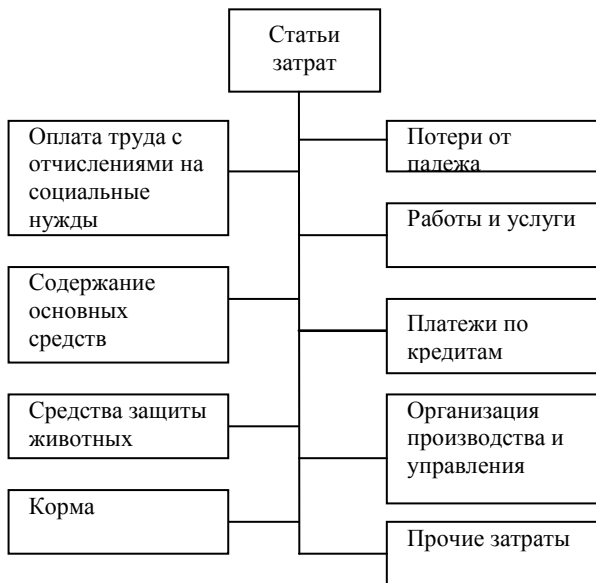 Статьи
затрат
Оплата труда с
отчислениями на
социальные
нужды
Содержание
основных
средств
Средства защиты
животных
Корма
Потери от
падежа
Работы и услуги
Платежи по
кредитам
Организация
производства и
управления
Прочие затраты